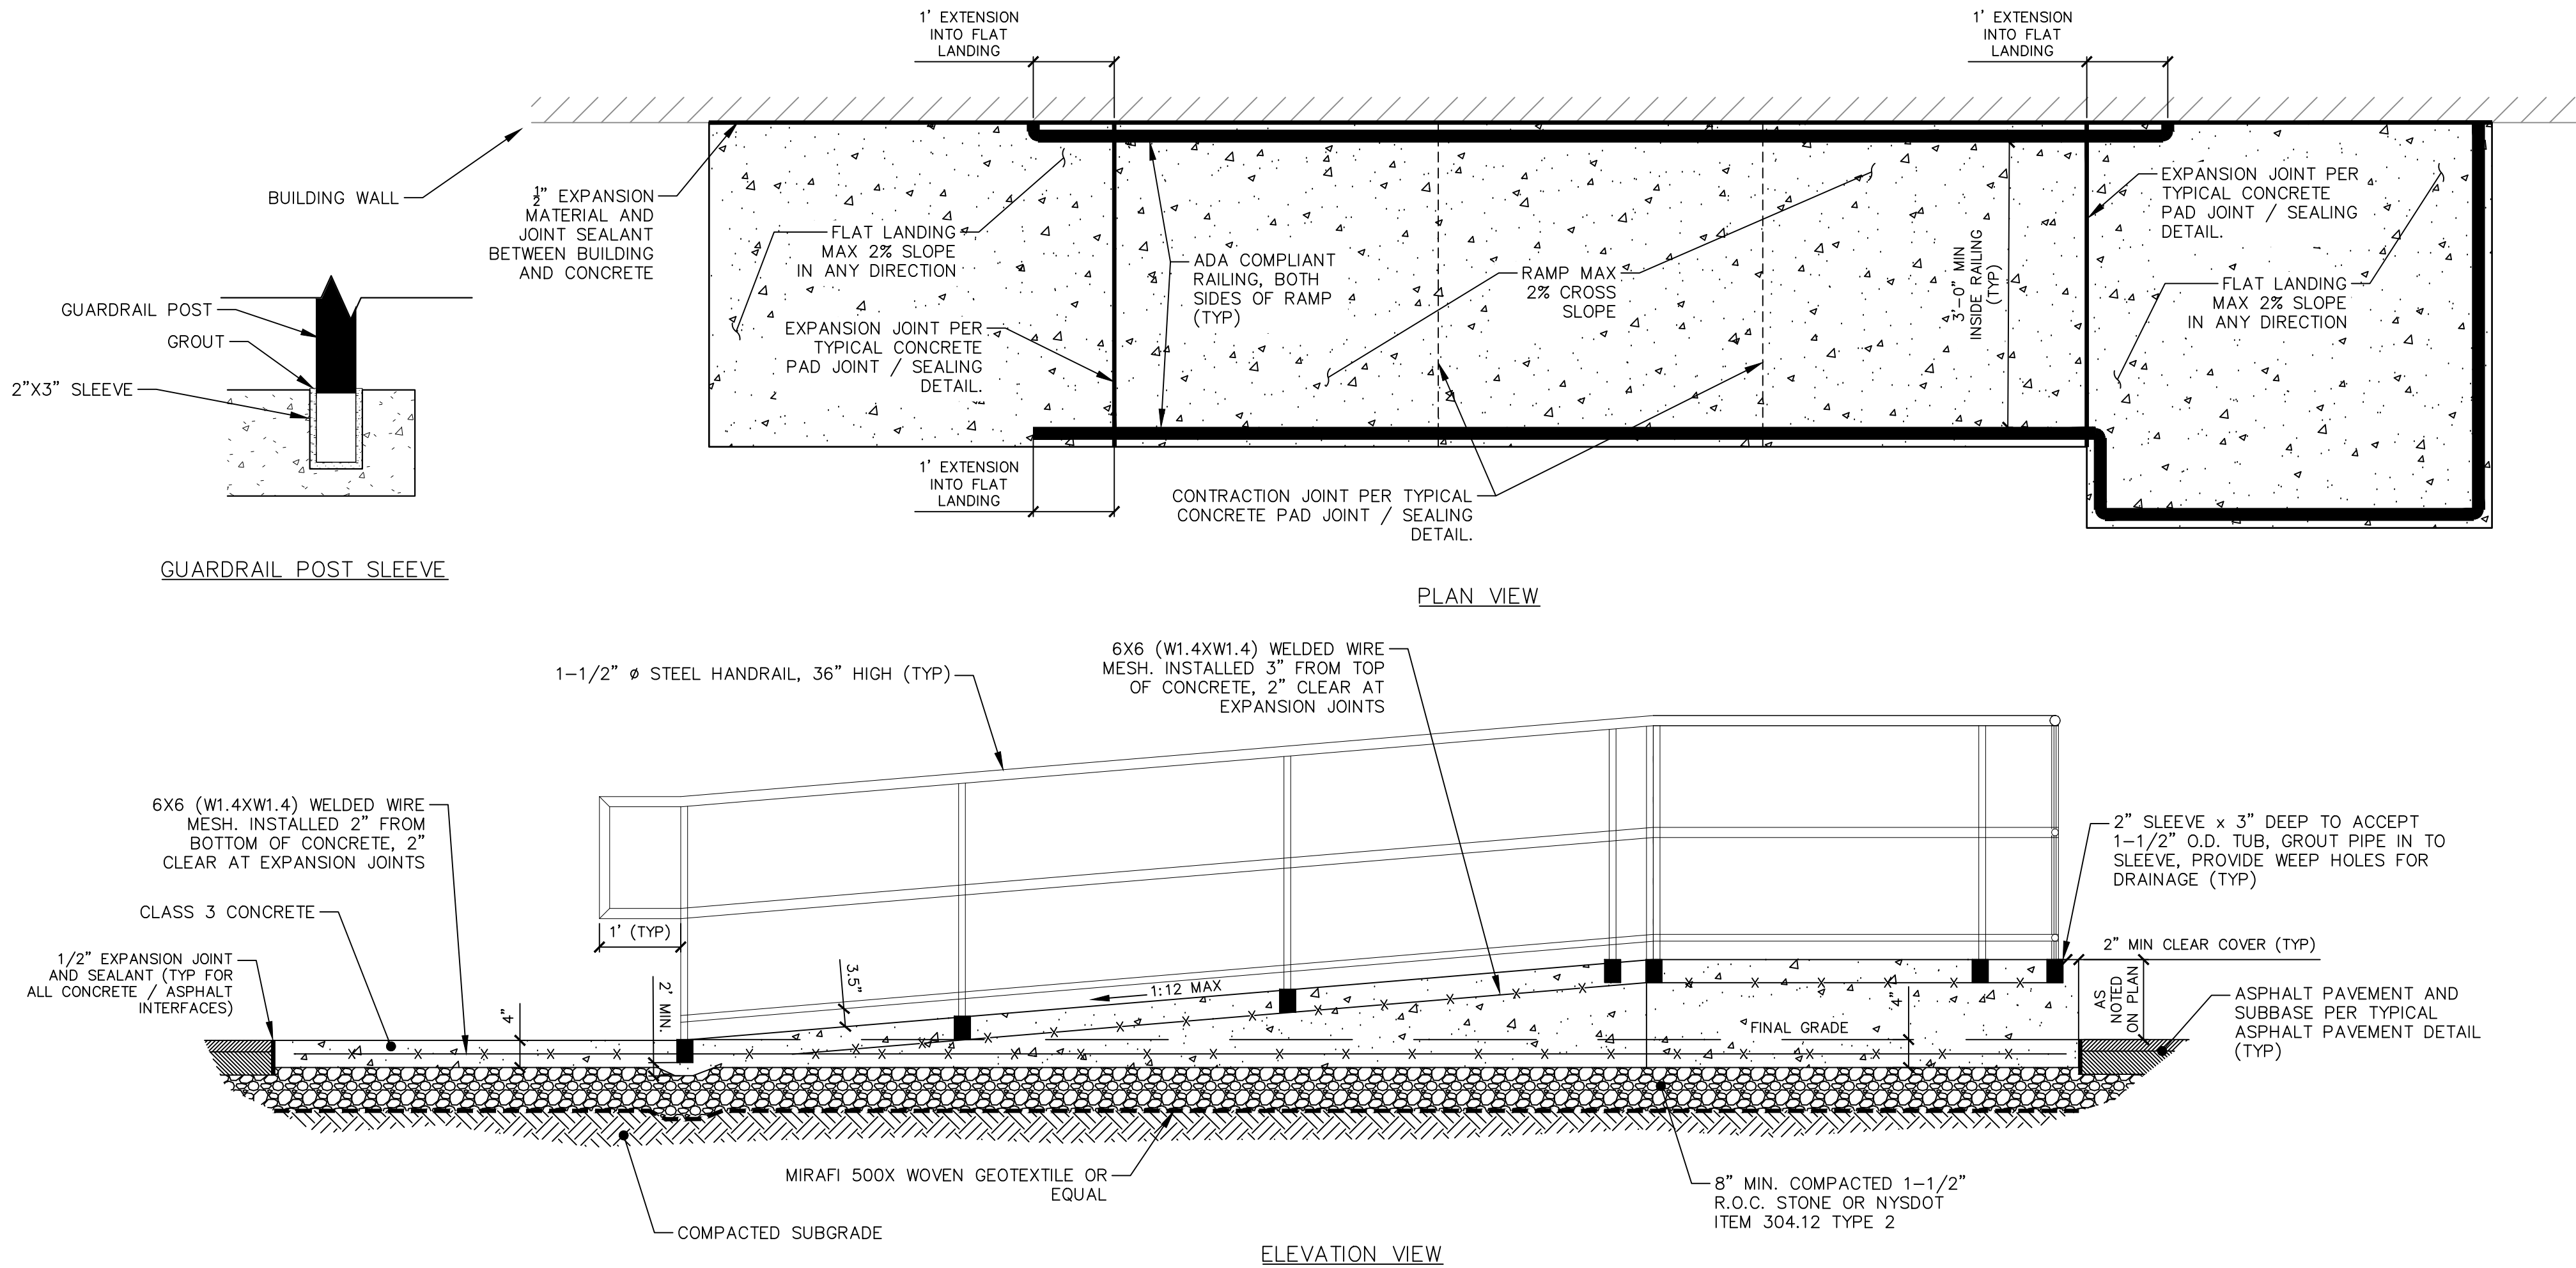 1' EXTENSION
INTO FLAT
LANDING
1' EXTENSION
INTO FLAT
LANDING
BUILDING WALL
½" EXPANSION
MATERIAL AND
JOINT SEALANT
BETWEEN BUILDING
AND CONCRETE
FLAT LANDING
MAX 2% SLOPE
IN ANY DIRECTION
EXPANSION JOINT PER
TYPICAL CONCRETE
PAD JOINT / SEALING
DETAIL.
ADA COMPLIANT
RAILING, BOTH
SIDES OF RAMP
(TYP)
RAMP MAX
2% CROSS
SLOPE
3'-0" MIN
INSIDE RAILING
(TYP)
EXPANSION JOINT PER
TYPICAL CONCRETE
PAD JOINT / SEALING
DETAIL.
FLAT LANDING
MAX 2% SLOPE
IN ANY DIRECTION
1' EXTENSION
INTO FLAT
LANDING
CONTRACTION JOINT PER TYPICAL
CONCRETE PAD JOINT / SEALING
DETAIL.
PLAN VIEW
GUARDRAIL POST
GROUT
2"X3" SLEEVE
GUARDRAIL POST SLEEVE
1-1/2" ø STEEL HANDRAIL, 36" HIGH (TYP)
6X6 (W1.4XW1.4) WELDED WIRE
MESH. INSTALLED 3" FROM TOP
OF CONCRETE, 2" CLEAR AT
EXPANSION JOINTS
6X6 (W1.4XW1.4) WELDED WIRE
MESH. INSTALLED 2" FROM
BOTTOM OF CONCRETE, 2"
CLEAR AT EXPANSION JOINTS
CLASS 3 CONCRETE
1/2" EXPANSION JOINT
AND SEALANT (TYP FOR
ALL CONCRETE / ASPHALT
INTERFACES)
4"
1' (TYP)
2' MIN.
3.5"
1:12 MAX
FINAL GRADE
4"
2" SLEEVE x 3" DEEP TO ACCEPT
1-1/2" O.D. TUB, GROUT PIPE IN TO
SLEEVE, PROVIDE WEEP HOLES FOR
DRAINAGE (TYP)
2" MIN CLEAR COVER (TYP)
AS
NOTED
ON PLAN
ASPHALT PAVEMENT AND
SUBBASE PER TYPICAL
ASPHALT PAVEMENT DETAIL
(TYP)
MIRAFI 500X WOVEN GEOTEXTILE OR
EQUAL
COMPACTED SUBGRADE
8" MIN. COMPACTED 1-1/2"
R.O.C. STONE OR NYSDOT
ITEM 304.12 TYPE 2
ELEVATION VIEW